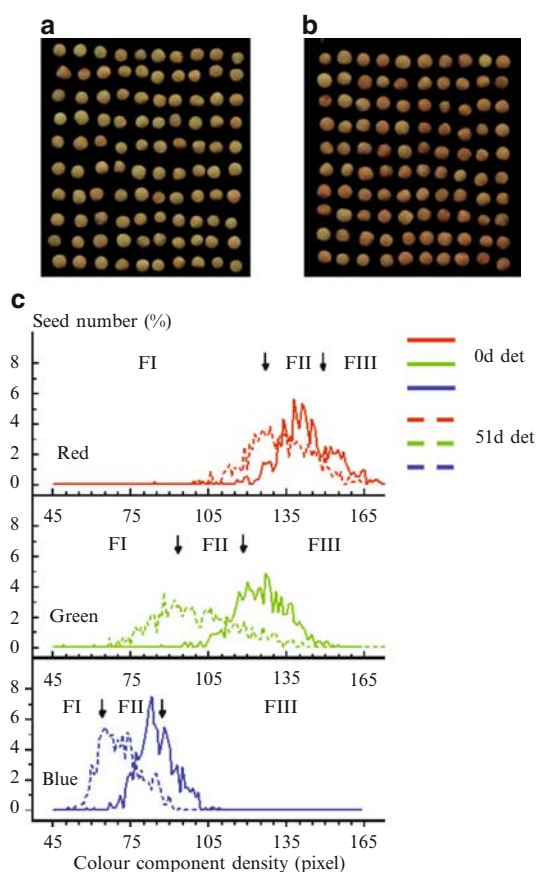 a b
c
Seed number (%)
FI FII FIII
0d det
51d det
8
6
4
2
0
Red
45 75 105 135 165
FI FII FIII
8
6
4
2
0
Green
45 75 105 135 165
FI FII FIII
8
6
4
2
0
Blue
45 75 105 135 165
Colour component density (pixel)